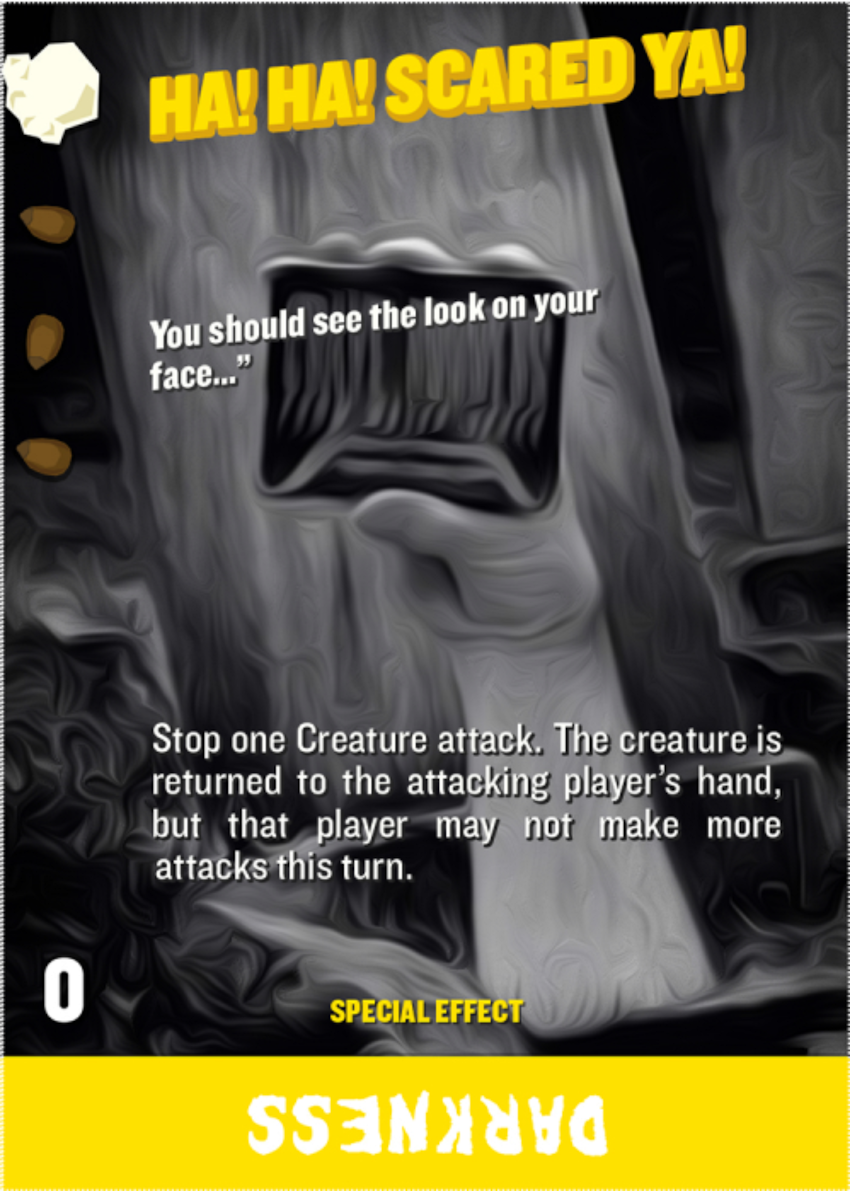 HA! HA! SCARED YA!
You should see the look on your
face...”
Stop one Creature attack. The creature is
returned to the attacking player’s hand,
but that player may not make more
attacks this turn.
0
SPECIAL EFFECT
DARKNESS